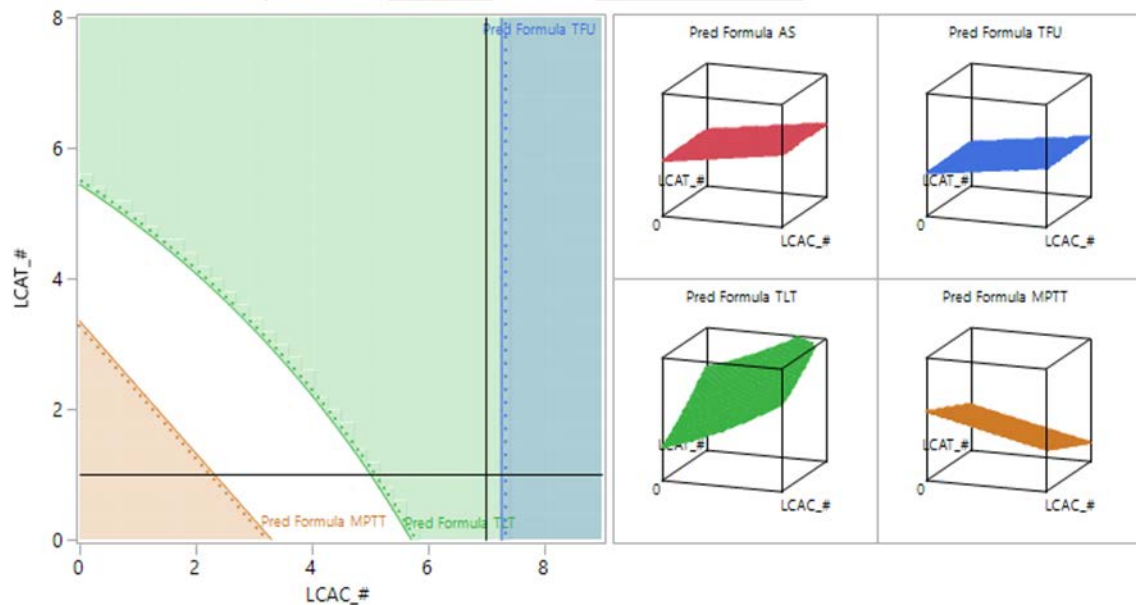 8
6
4
2
0
LCAT_#
Pred Formula TFU
Pred Formula MPTT
Pred Formula TLT
0
2
4
6
8
LCAC_#
Pred Formula AS
LCAT_#
0
LCAC_#
Pred Formula TFU
LCAT_#
0
LCAC_#
Pred Formula TLT
LCAT_#
0
LCAC_#
Pred Formula MPTT
LCAT_#
0
LCAC_#